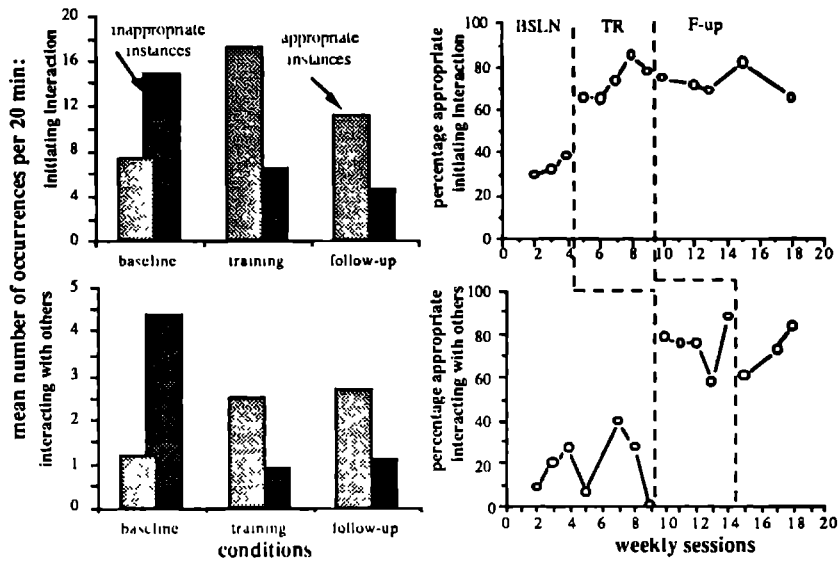 mean number of occurrences per 20 min:
initiating interaction
20
16
12
8
4
0
inappropriate
instances
appropriate
instances
baseline
training
follow-up
interacting with others
5
4
3
2
1
0
baseline
training
follow-up
conditions
percentage appropriate
initiating interaction
100
80
60
40
20
0
BSLN
TR
F-up
0 2 4 6 8 10 12 14 16 18 20
percentage appropriate
interacting with others
100
80
60
40
20
0
0 2 4 6 8 10 12 14 16 18 20
weekly sessions